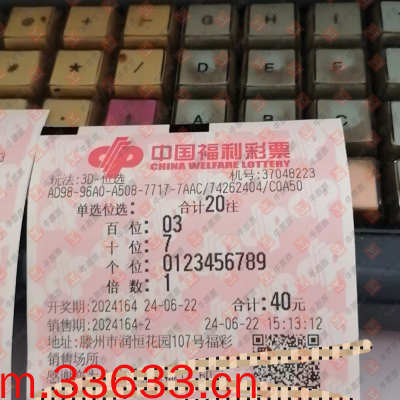 * - T G H I
* / D E F
A B C
中国福利彩票
CHINA WELFARE LOTTERY
玩法:3D-位选 机号:37048223
AD98-96A0-A508-7717-7AAC/74262404/C0A50
单选位选: 合计20注
百 位: 03
十 位: 7
个 位: 0123456789
倍 数: 1
开奖期:2024164 24-06-22 合计:40元
销售期:2024164-2 24-06-22 15:13:12
地址:滕州市润恒花园107号福彩
销售场所
m.33633.cn